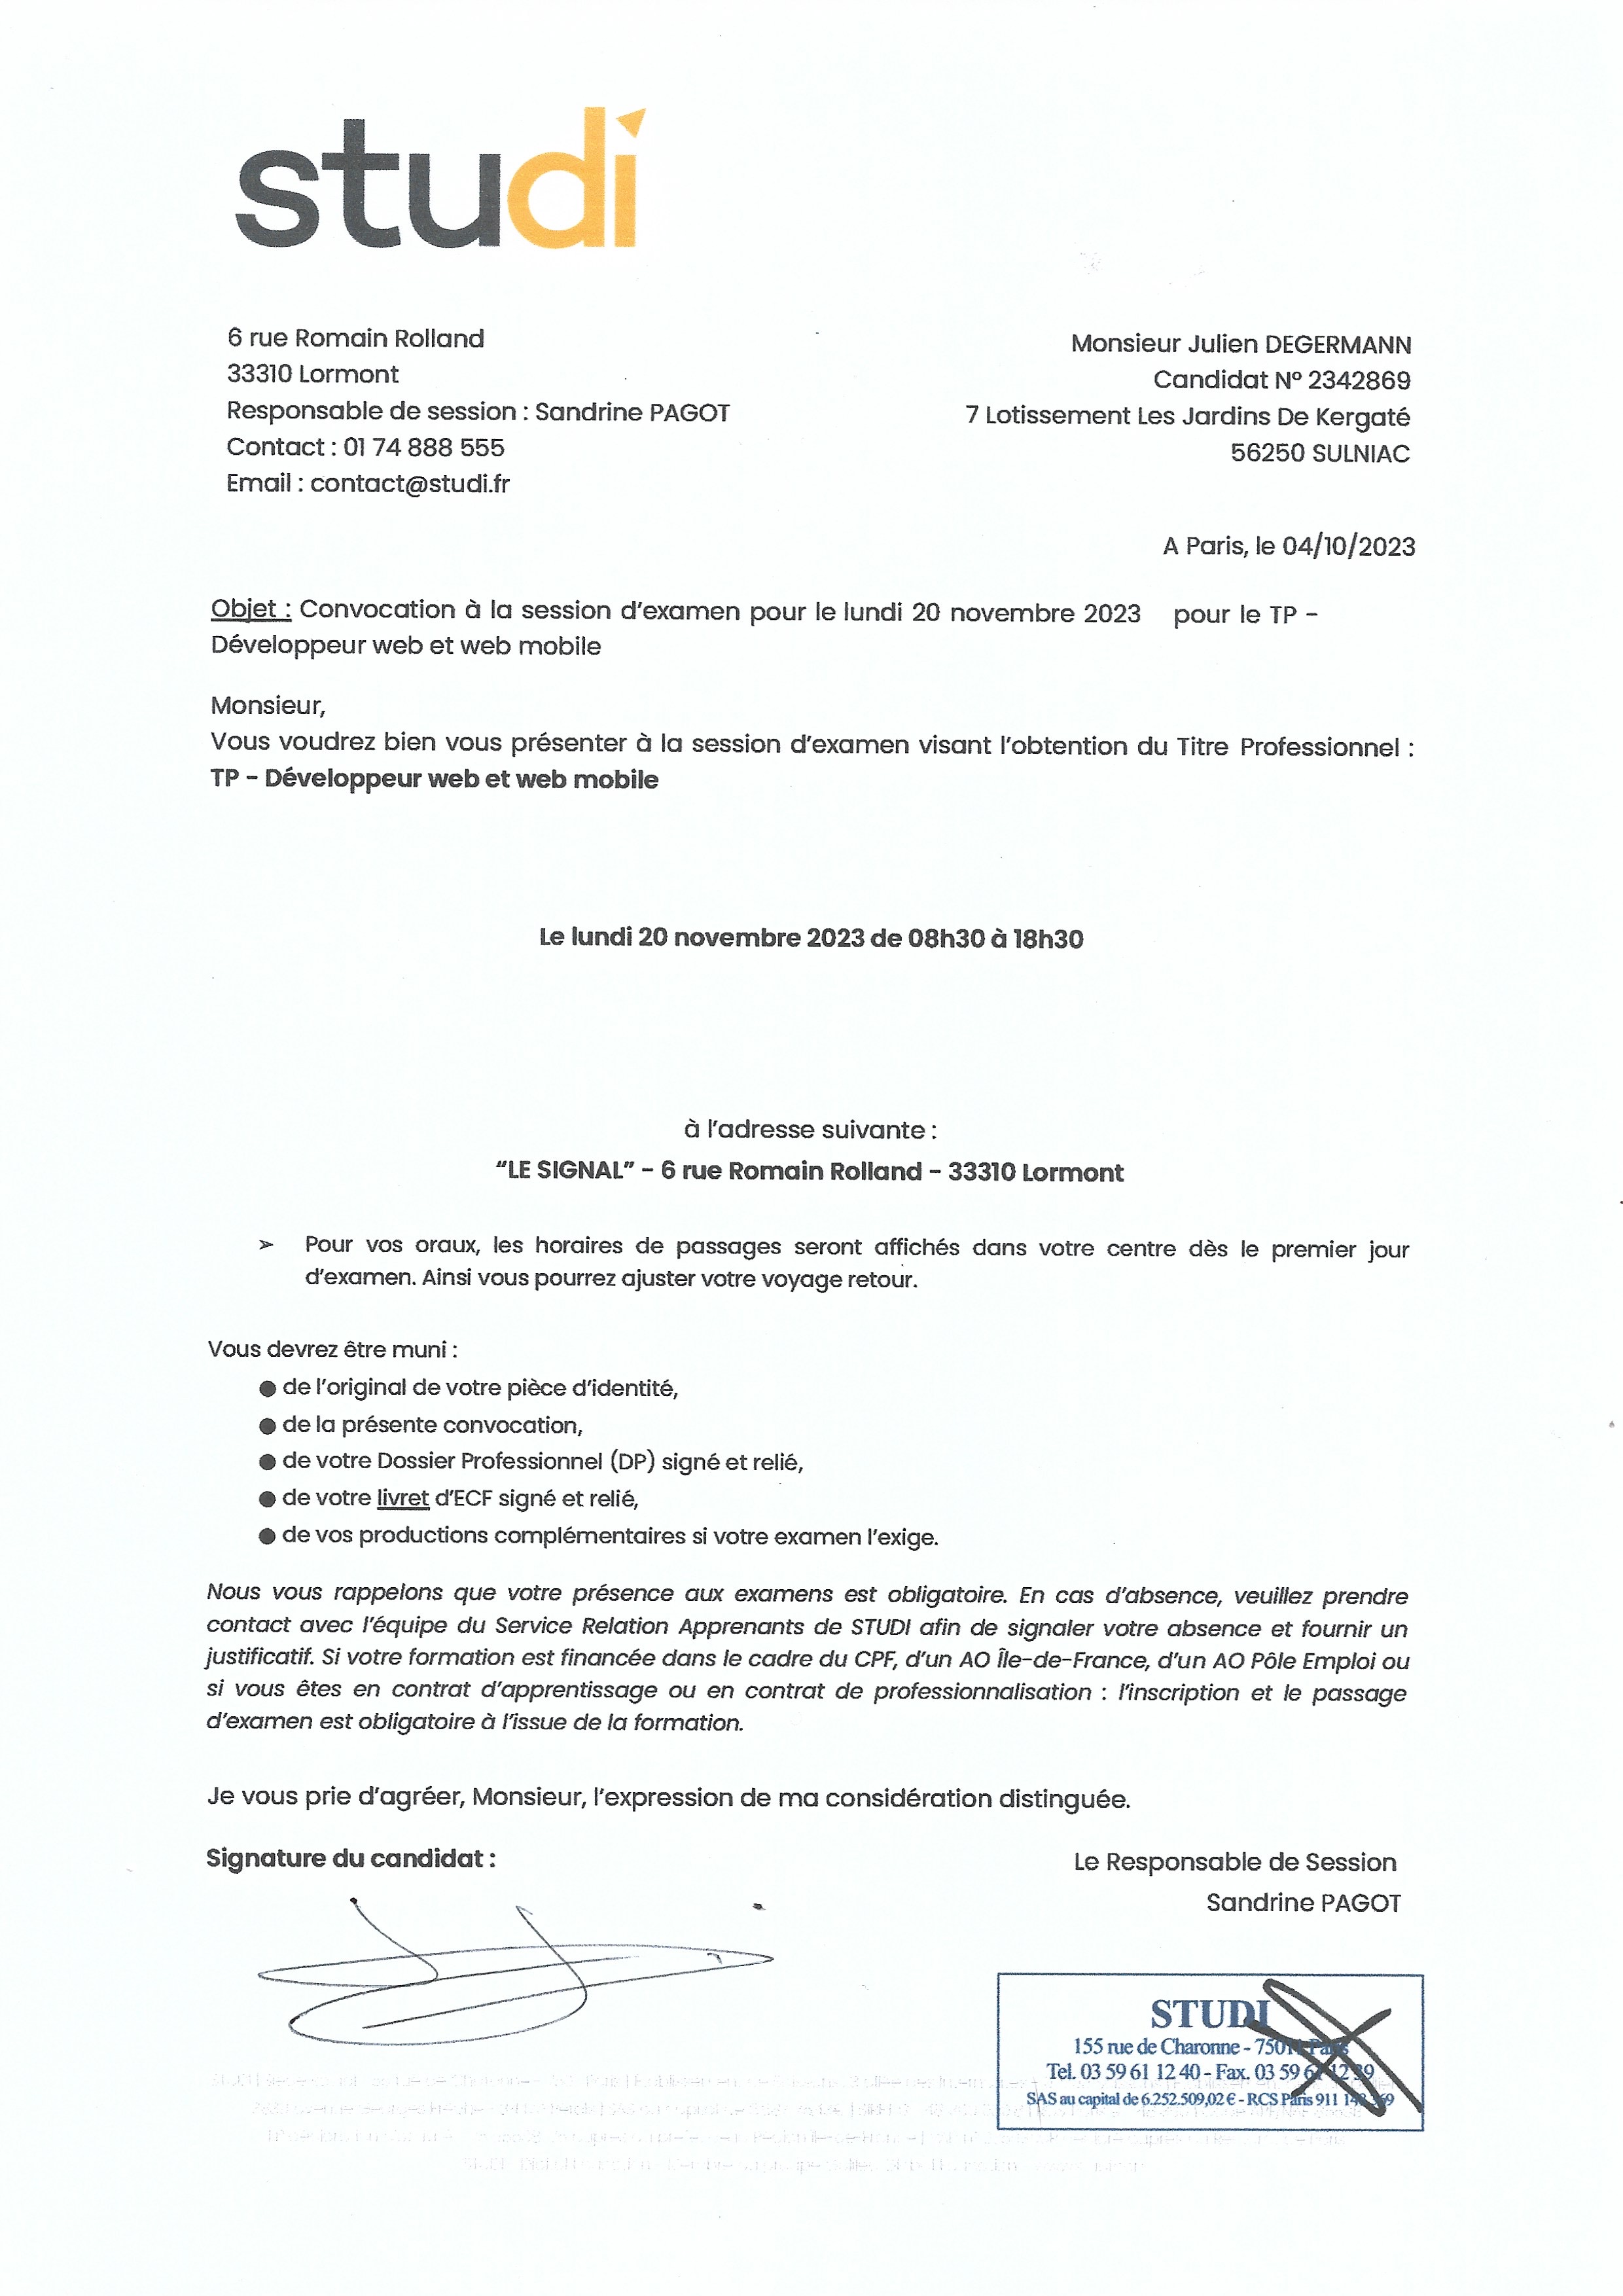 studi
6 rue Romain Rolland
33310 Lormont
Responsable de session : Sandrine PAGOT
Contact : 01 74 888 555
Email : contact@studi.fr
Monsieur Julien DEGERMANN
Candidat N° 2342869
7 Lotissement Les Jardins De Kergaté
56250 SULNIAC
A Paris, le 04/10/2023
Objet : Convocation à la session d'examen pour le lundi 20 novembre 2023 pour le TP -
Développeur web et web mobile
Monsieur,
Vous voudrez bien vous présenter à la session d'examen visant l'obtention du Titre Professionnel :
TP - Développeur web et web mobile
Le lundi 20 novembre 2023 de 08h30 à 18h30
à l'adresse suivante :
"LE SIGNAL" - 6 rue Romain Rolland - 33310 Lormont
➢ Pour vos oraux, les horaires de passages seront affichés dans votre centre dès le premier jour
d'examen. Ainsi vous pourrez ajuster votre voyage retour.
Vous devrez être muni :
● de l'original de votre pièce d'identité,
● de la présente convocation,
● de votre Dossier Professionnel (DP) signé et relié,
● de votre livret d'ECF signé et relié,
● de vos productions complémentaires si votre examen l'exige.
Nous vous rappelons que votre présence aux examens est obligatoire. En cas d'absence, veuillez prendre
contact avec l'équipe du Service Relation Apprenants de STUDI afin de signaler votre absence et fournir un
justificatif. Si votre formation est financée dans le cadre du CPF, d'un AO Île-de-France, d'un AO Pôle Emploi ou
si vous êtes en contrat d'apprentissage ou en contrat de professionnalisation : l'inscription et le passage
d'examen est obligatoire à l'issue de la formation.
Je vous prie d'agréer, Monsieur, l'expression de ma considération distinguée.
Signature du candidat :
Le Responsable de Session
Sandrine PAGOT
STUDI
155 rue de Charonne - 75011 Paris
Tel. 03 59 61 12 40 - Fax. 03 59 61 12 39
SAS au capital de 6.252.509,02 € - RCS Paris 911